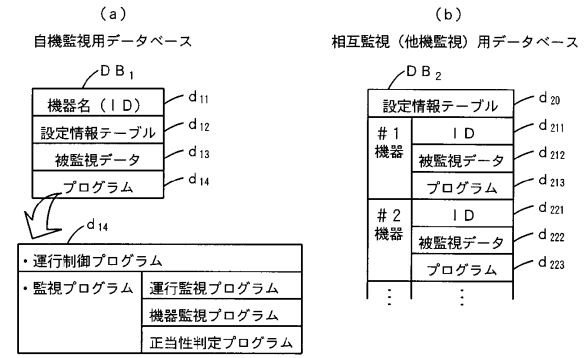 (a)
自機監視用データベース
DB1
機器名(ID)
d11
設定情報テーブル
d12
被監視データ
d13
プログラム
d14
d14
・運行制御プログラム
・監視プログラム
運行監視プログラム
機器監視プログラム
正当性判定プログラム
(b)
相互監視(他機監視)用データベース
DB2
設定情報テーブル
d20
#1
機器
ID
d211
被監視データ
d212
プログラム
d213
#2
機器
ID
d221
被監視データ
d222
プログラム
d223
⋮
⋮